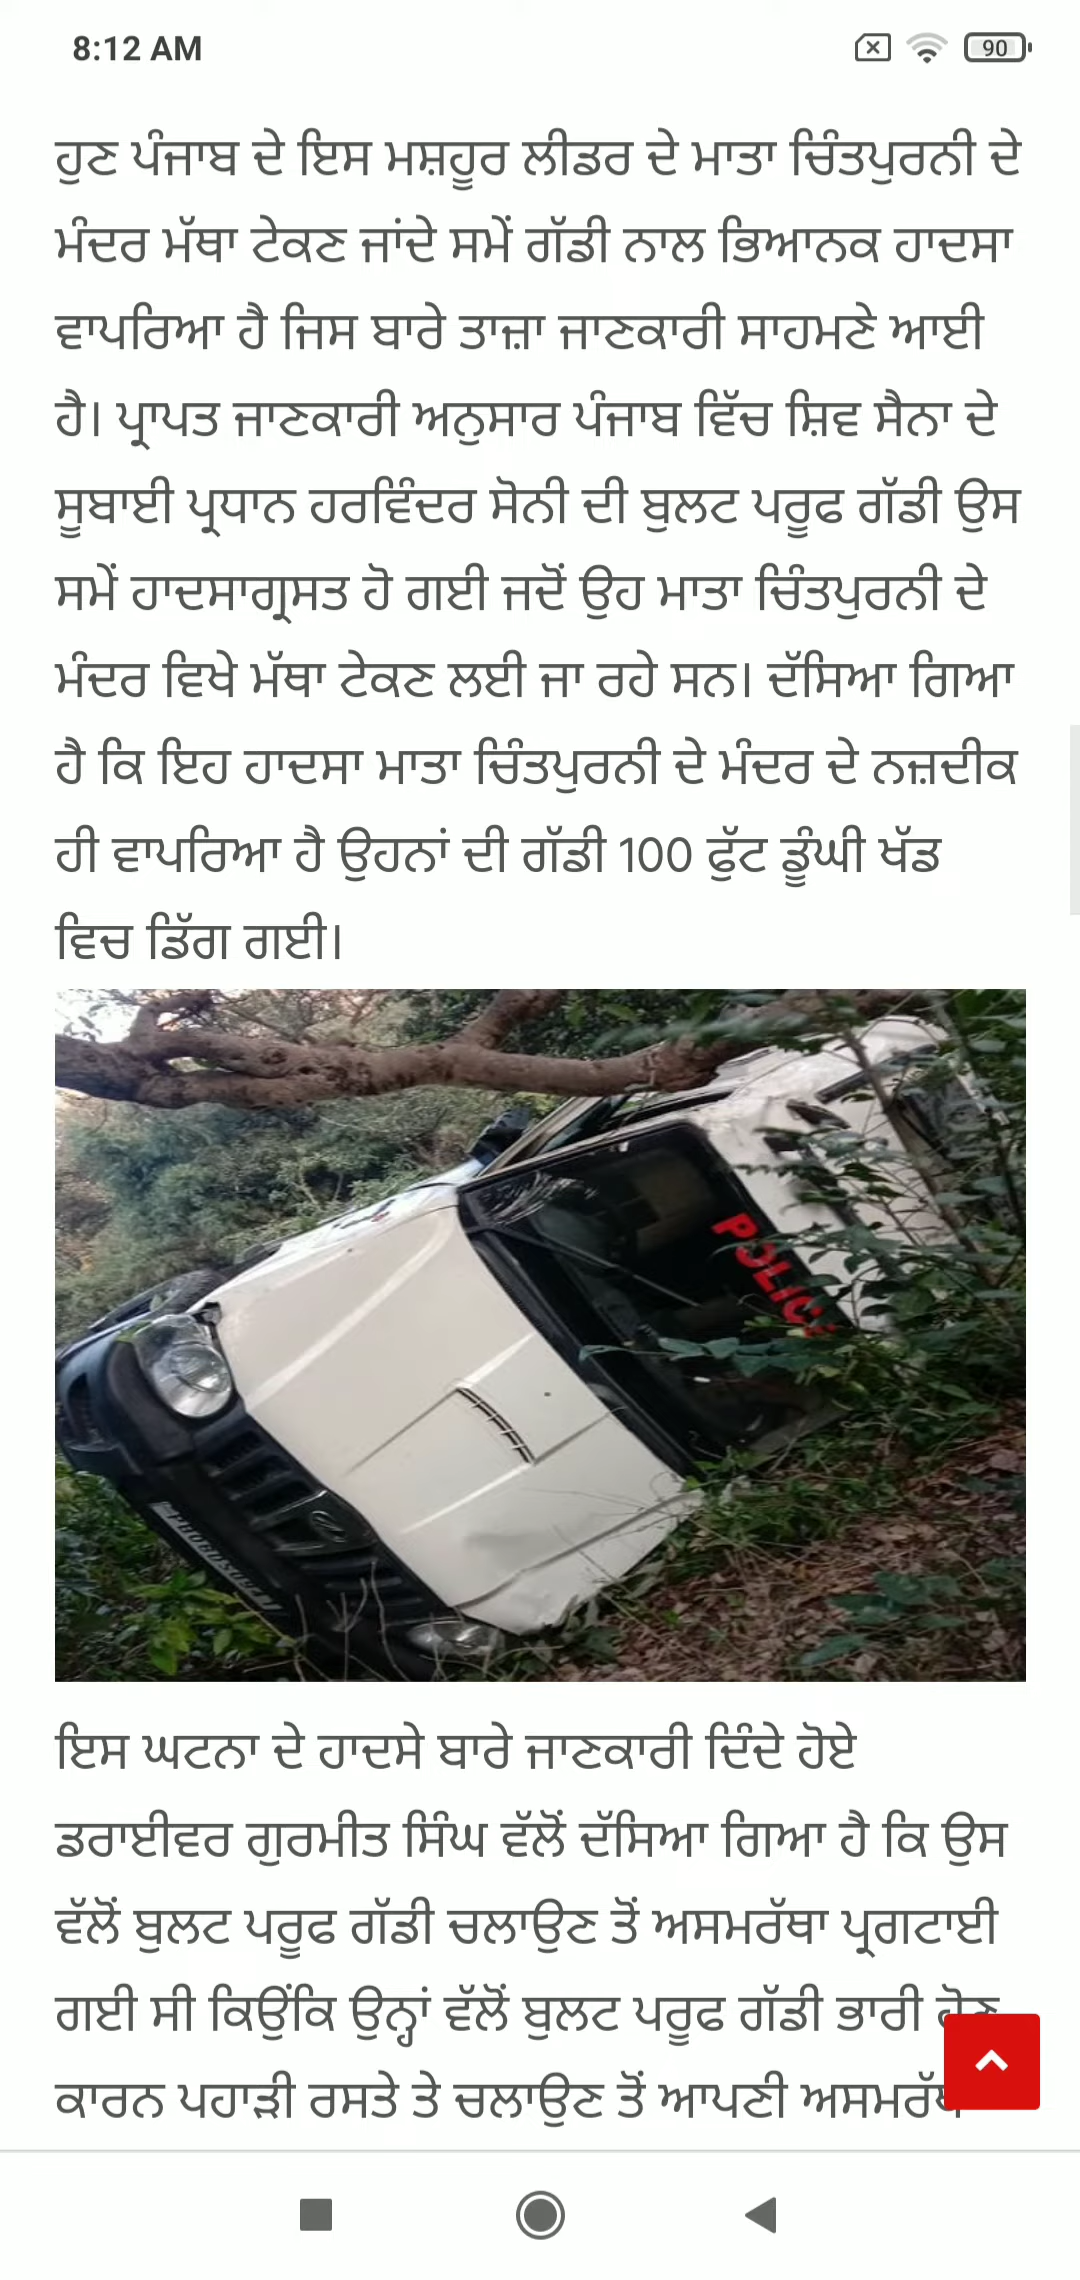 8:12 AM
90
ਹੁਣ ਪੰਜਾਬ ਦੇ ਇਸ ਮਸ਼ਹੂਰ ਲੀਡਰ ਦੇ ਮਾਤਾ ਚਿੰਤਪੁਰਨੀ ਦੇ
ਮੰਦਰ ਮੱਥਾ ਟੇਕਣ ਜਾਂਦੇ ਸਮੇਂ ਗੱਡੀ ਨਾਲ ਭਿਆਨਕ ਹਾਦਸਾ
ਵਾਪਰਿਆ ਹੈ ਜਿਸ ਬਾਰੇ ਤਾਜ਼ਾ ਜਾਣਕਾਰੀ ਸਾਹਮਣੇ ਆਈ
ਹੈ। ਪ੍ਰਾਪਤ ਜਾਣਕਾਰੀ ਅਨੁਸਾਰ ਪੰਜਾਬ ਵਿੱਚ ਸ਼ਿਵ ਸੈਨਾ ਦੇ
ਸੂਬਾਈ ਪ੍ਰਧਾਨ ਹਰਵਿੰਦਰ ਸੋਨੀ ਦੀ ਬੁਲਟ ਪਰੂਫ ਗੱਡੀ ਉਸ
ਸਮੇਂ ਹਾਦਸਾਗ੍ਰਸਤ ਹੋ ਗਈ ਜਦੋਂ ਉਹ ਮਾਤਾ ਚਿੰਤਪੁਰਨੀ ਦੇ
ਮੰਦਰ ਵਿਖੇ ਮੱਥਾ ਟੇਕਣ ਲਈ ਜਾ ਰਹੇ ਸਨ। ਦੱਸਿਆ ਗਿਆ
ਹੈ ਕਿ ਇਹ ਹਾਦਸਾ ਮਾਤਾ ਚਿੰਤਪੁਰਨੀ ਦੇ ਮੰਦਰ ਦੇ ਨਜ਼ਦੀਕ
ਹੀ ਵਾਪਰਿਆ ਹੈ ਉਹਨਾਂ ਦੀ ਗੱਡੀ 100 ਫੁੱਟ ਡੂੰਘੀ ਖੱਡ
ਵਿਚ ਡਿੱਗ ਗਈ।
POLICE
ਇਸ ਘਟਨਾ ਦੇ ਹਾਦਸੇ ਬਾਰੇ ਜਾਣਕਾਰੀ ਦਿੰਦੇ ਹੋਏ
ਡਰਾਈਵਰ ਗੁਰਮੀਤ ਸਿੰਘ ਵੱਲੋਂ ਦੱਸਿਆ ਗਿਆ ਹੈ ਕਿ ਉਸ
ਵੱਲੋਂ ਬੁਲਟ ਪਰੂਫ ਗੱਡੀ ਚਲਾਉਣ ਤੋਂ ਅਸਮਰੱਥਾ ਪ੍ਰਗਟਾਈ
ਗਈ ਸੀ ਕਿਉਂਕਿ ਉਨ੍ਹਾਂ ਵੱਲੋਂ ਬੁਲਟ ਪਰੂਫ ਗੱਡੀ ਭਾਰੀ ਹੋਣ
ਕਾਰਨ ਪਹਾੜੀ ਰਸਤੇ ਤੇ ਚਲਾਉਣ ਤੋਂ ਆਪਣੀ